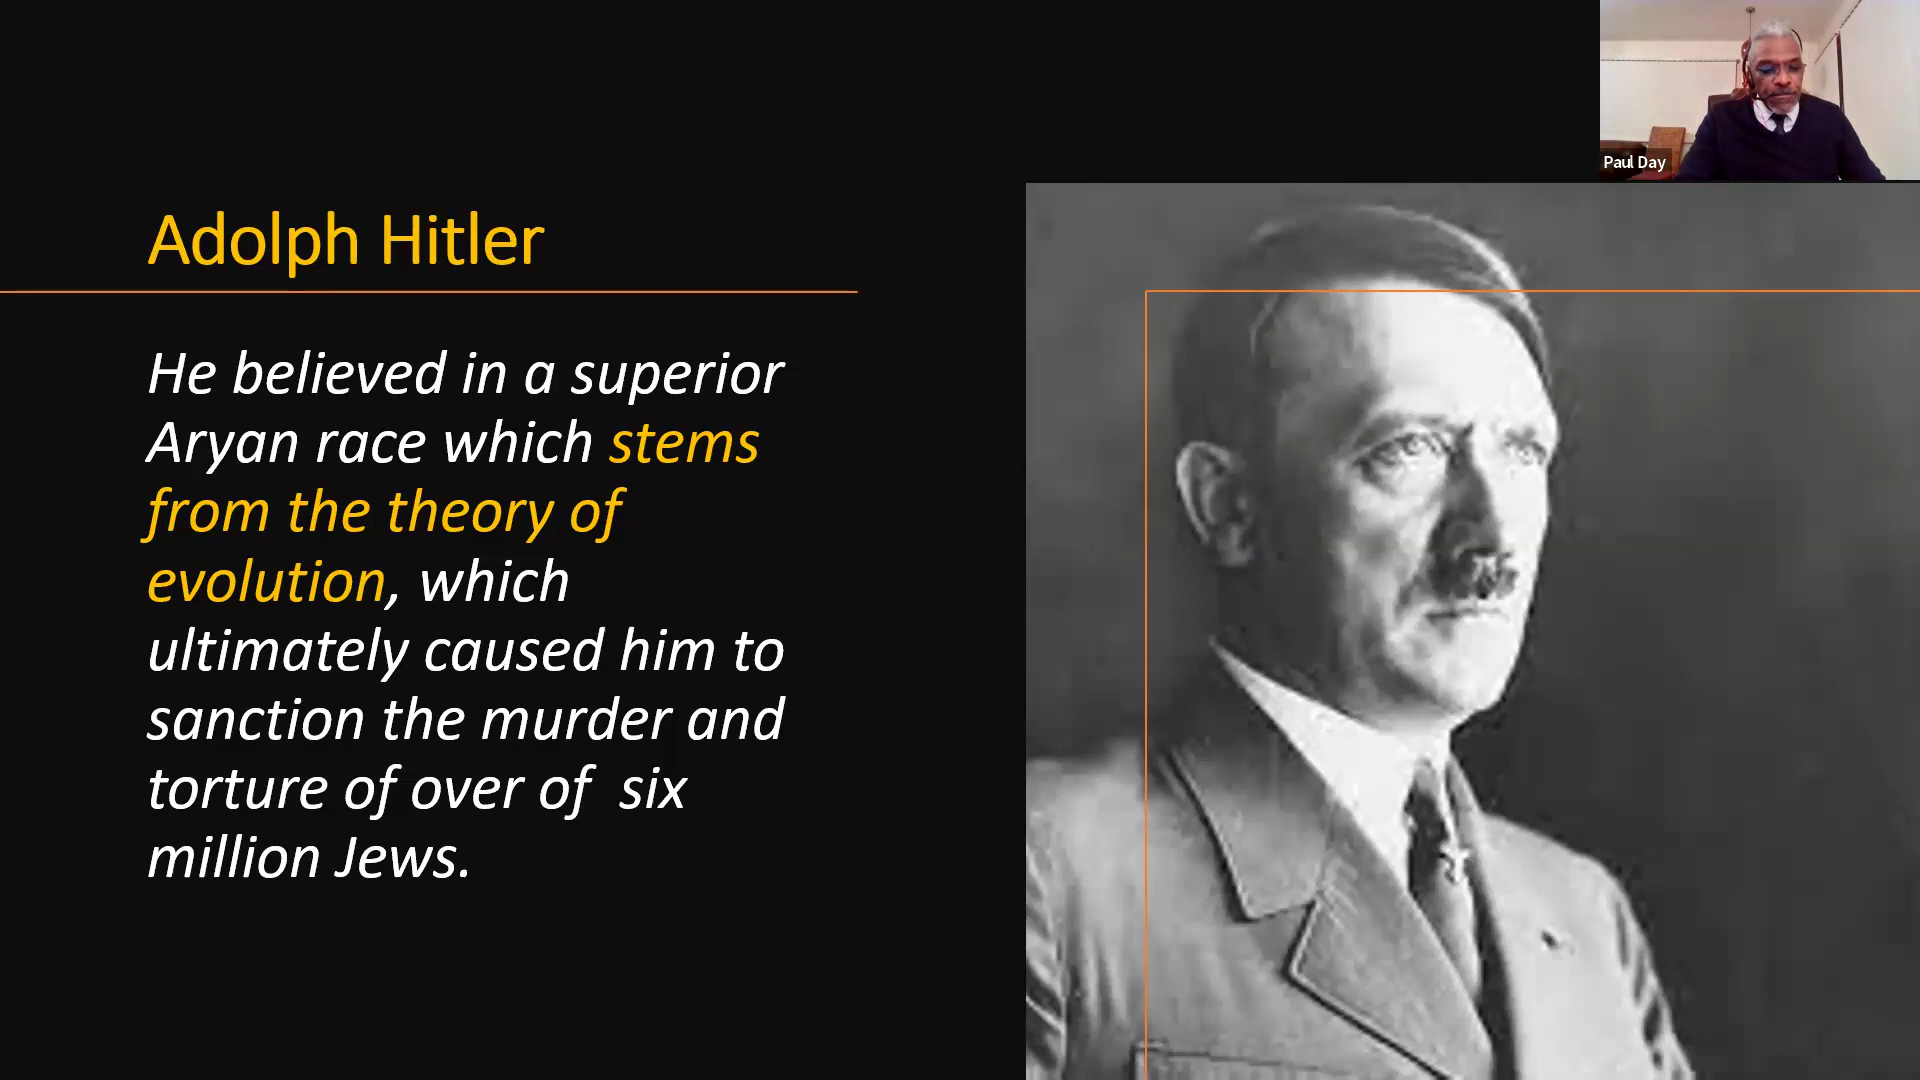 Paul Day
Adolph Hitler
He believed in a superior
Aryan race which stems
from the theory of
evolution, which
ultimately caused him to
sanction the murder and
torture of over of  six
million Jews.